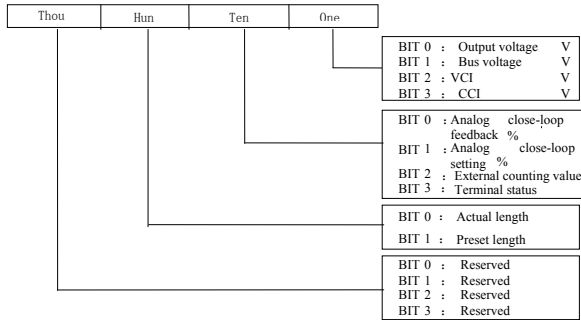 Thou Hun Ten One
BIT 0 : Output voltage V
BIT 1 : Bus voltage V
BIT 2 : VCI V
BIT 3 : CCI V
BIT 0 : Analog close-loop
feedback %
BIT 1 : Analog close-loop
setting %
BIT 2 : External counting value
BIT 3 : Terminal status
BIT 0 : Actual length
BIT 1 : Preset length
BIT 0 : Reserved
BIT 1 : Reserved
BIT 2 : Reserved
BIT 3 : Reserved